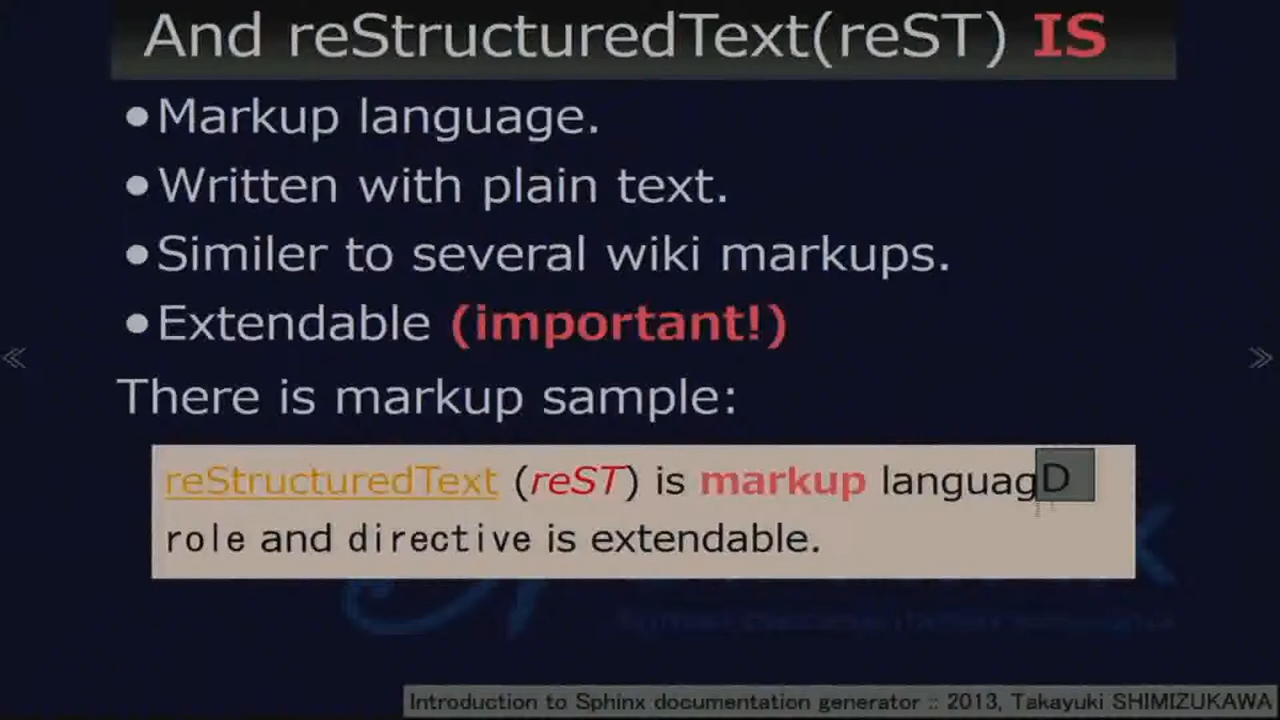 And reStructuredText(reST) IS
•Markup language.
•Written with plain text.
•Similer to several wiki markups.
•Extendable (important!)
There is markup sample:
reStructuredText (reST) is markup languag
D
role and directive is extendable.
Introduction to Sphinx documentation generator :: 2013, Takayuki SHIMIZUKAWA